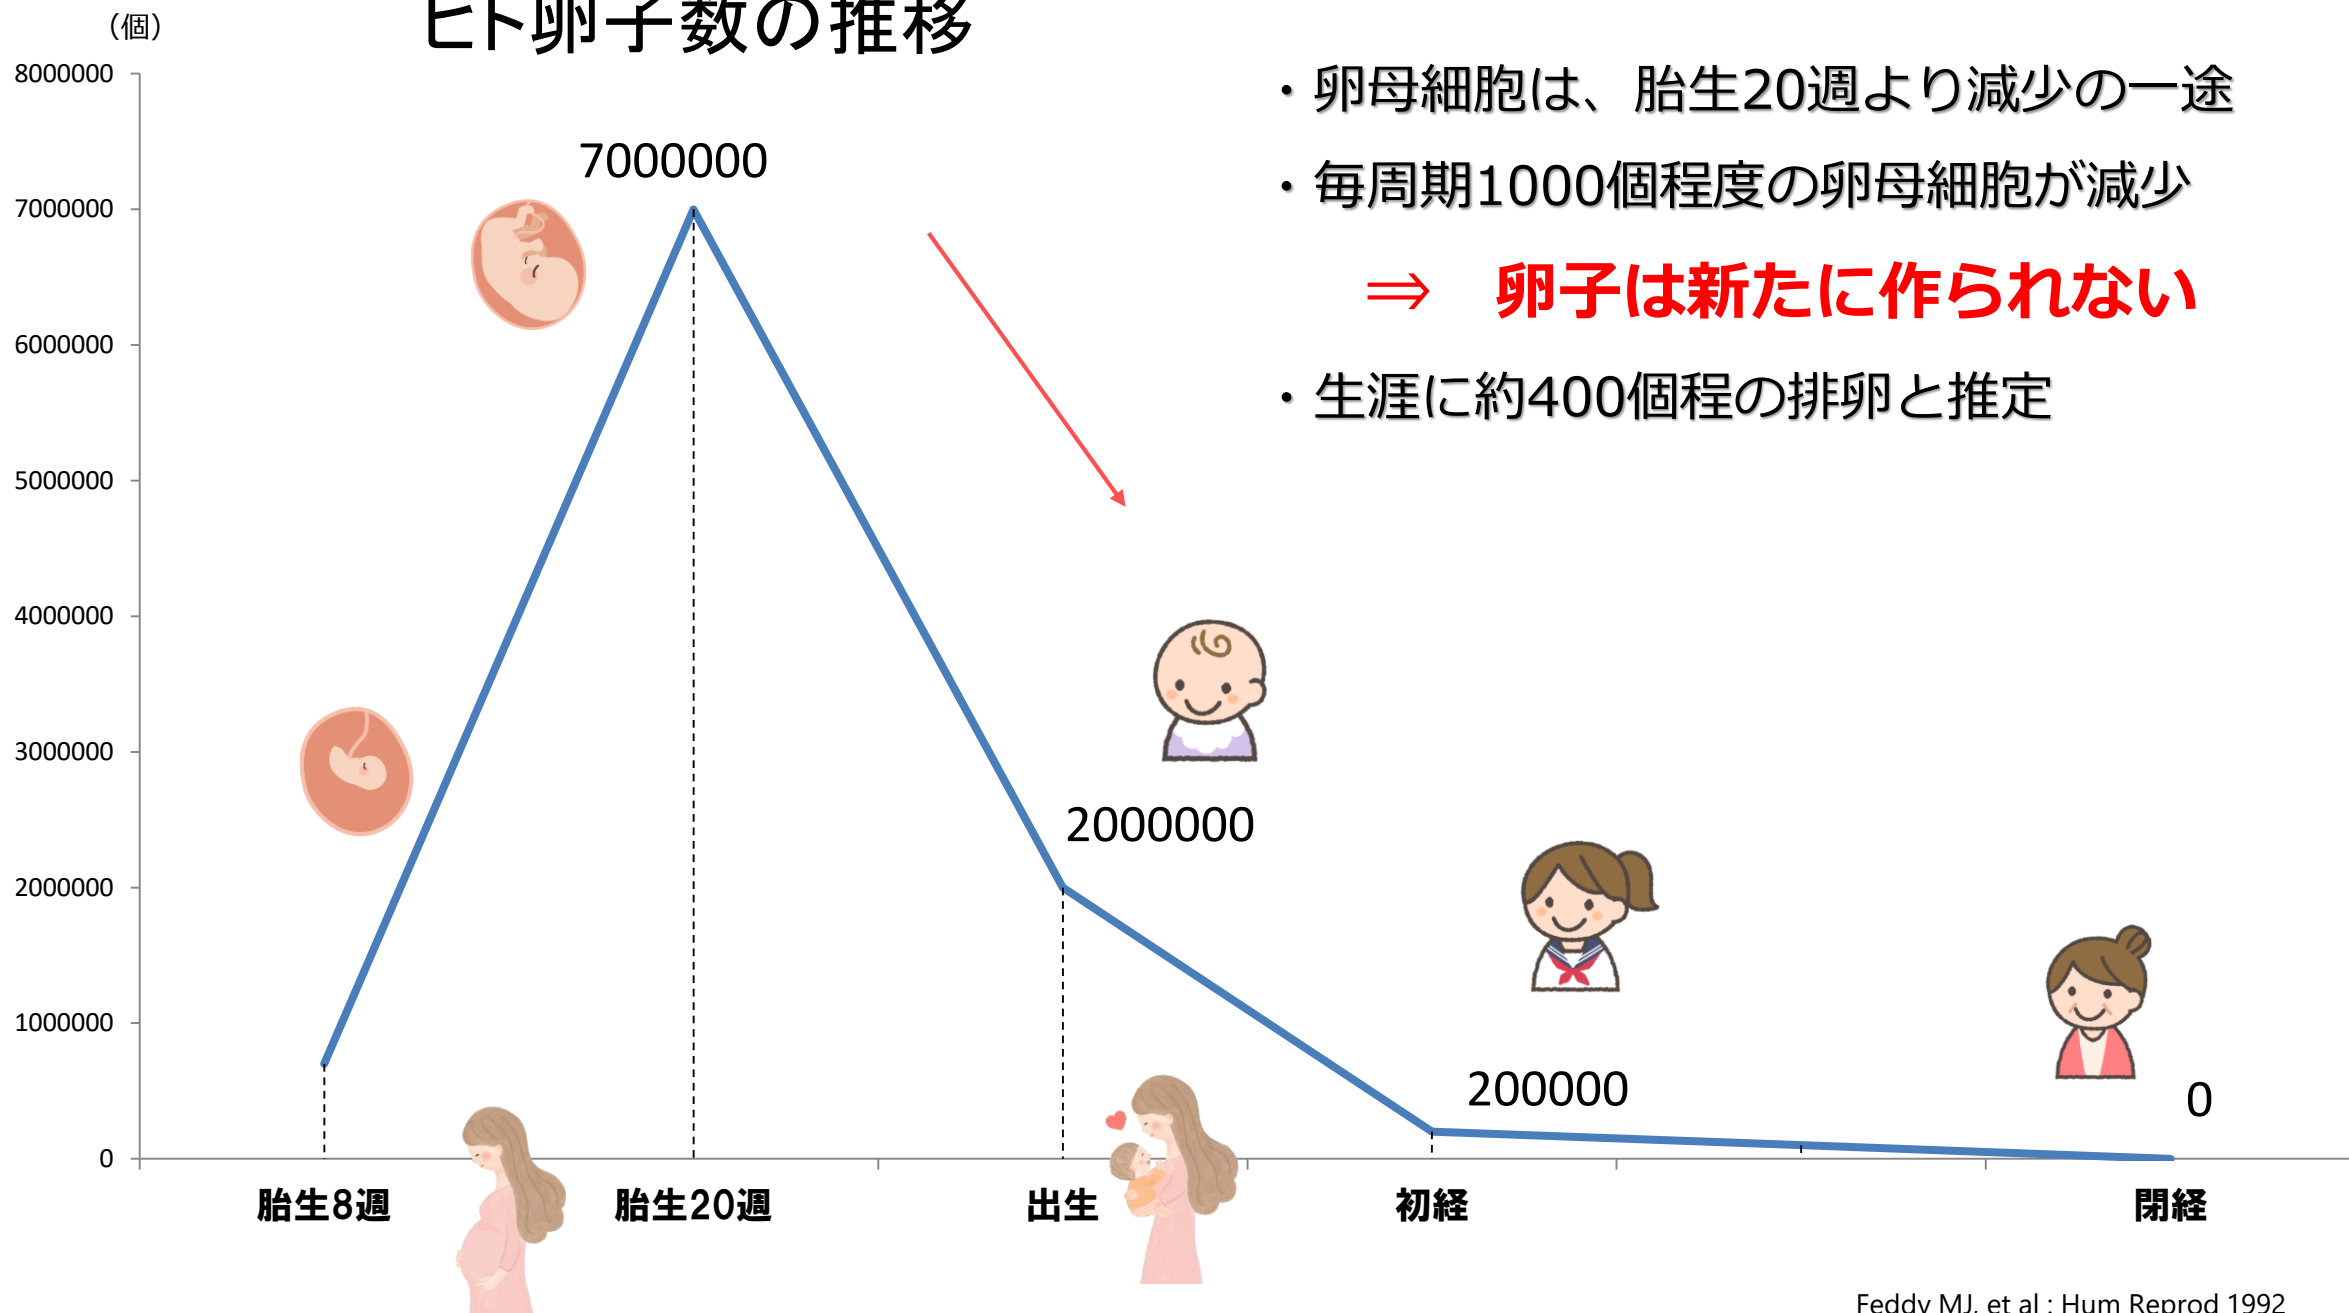 ヒト卵子数の推移
（個）
8000000
7000000
6000000
5000000
4000000
3000000
2000000
1000000
0
7000000
2000000
200000
0
胎生8週
胎生20週
出生
初経
閉経
・卵母細胞は、胎生20週より減少の一途
・毎周期1000個程度の卵母細胞が減少
⇒　卵子は新たに作られない
・生涯に約400個程の排卵と推定
Feddy MJ, et al : Hum Reprod 1992